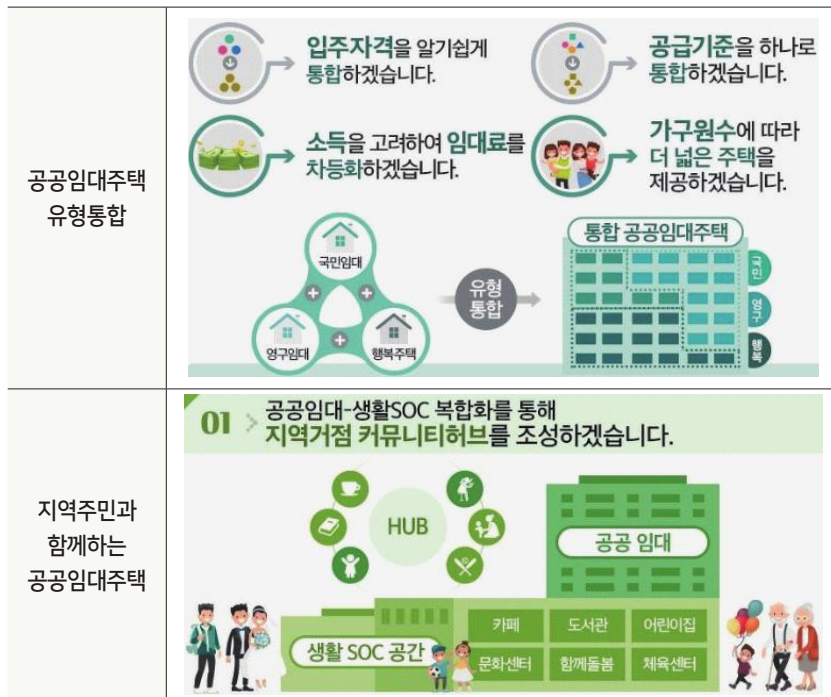 공공임대주택
유형통합
입주자격을 알기쉽게
통합하겠습니다.
공급기준을 하나로
통합하겠습니다.
소득을 고려하여 임대료를
차등화하겠습니다.
가구원수에 따라
더 넓은 주택을
제공하겠습니다.
국민임대
영구임대
행복주택
유형
통합
통합 공공임대주택
국민
영구
행복
지역주민과
함께하는
공공임대주택
01 > 공공임대-생활SOC 복합화를 통해
지역거점 커뮤니티허브를 조성하겠습니다.
HUB
공공 임대
생활 SOC 공간
카페 도서관 어린이집
문화센터 함께돌봄 체육센터